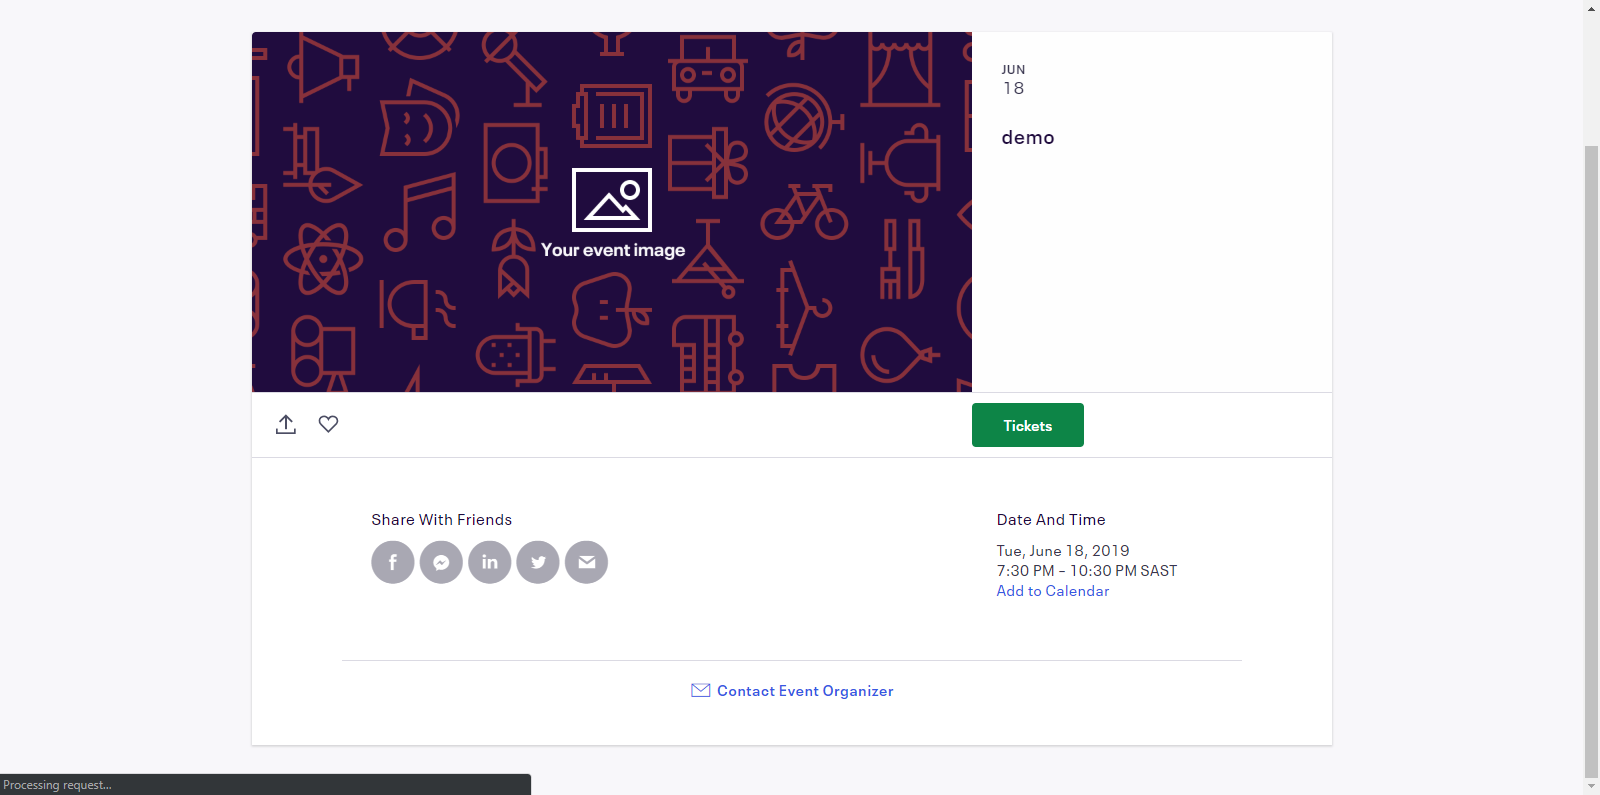 JUN
18
demo
Your event image
Tickets
Share With Friends
Date And Time
Tue, June 18, 2019
7:30 PM – 10:30 PM SAST
Add to Calendar
Contact Event Organizer
Processing request...